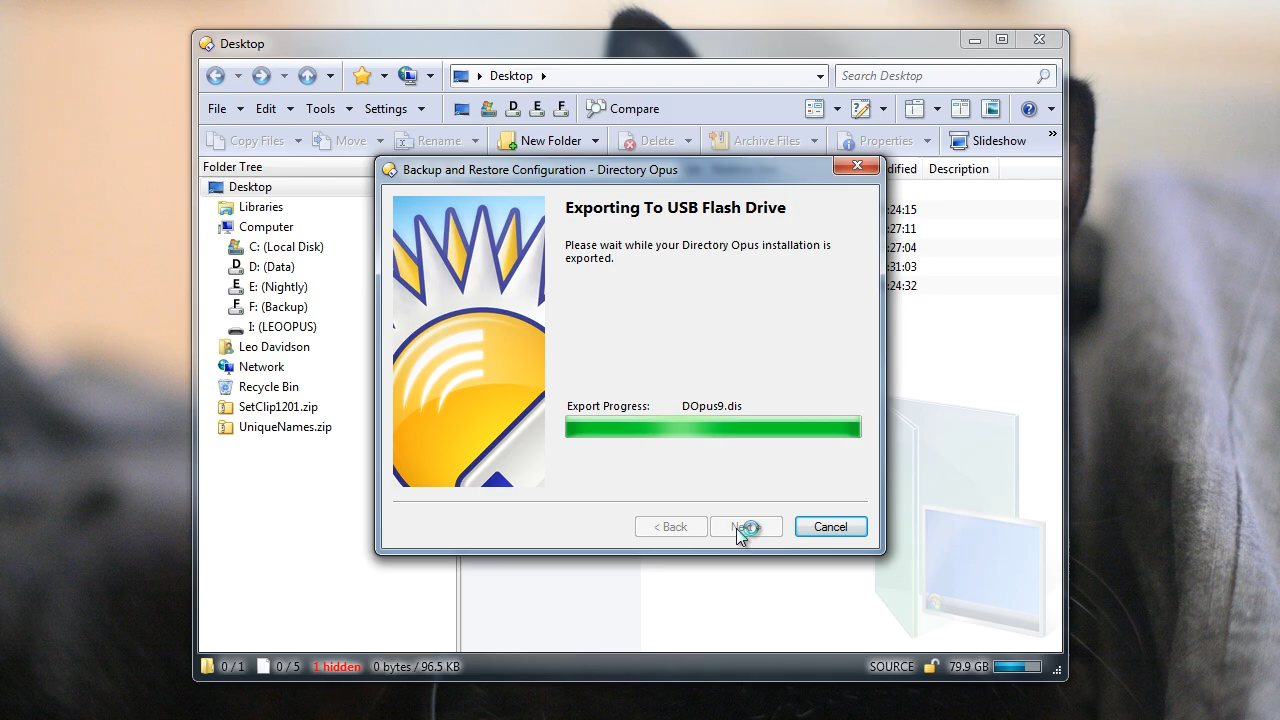 Desktop
Desktop
Search Desktop
File Edit Tools Settings D E F Compare
Copy Files Move Rename New Folder Delete Archive Files Properties Slideshow »
Folder Tree
Description
Desktop
Libraries
Computer
C: (Local Disk)
D D: (Data)
E E: (Nightly)
F F: (Backup)
I: (LEOOPUS)
Leo Davidson
Network
Recycle Bin
SetClip1201.zip
UniqueNames.zip
:24:15
:27:11
:27:04
:31:03
:24:32
Backup and Restore Configuration - Directory Opus
Exporting To USB Flash Drive
Please wait while your Directory Opus installation is
exported.
Export Progress: DOpus9.dis
< Back Cancel
0 / 1 0 / 5 1 hidden 0 bytes / 96.5 KB SOURCE 79.9 GB